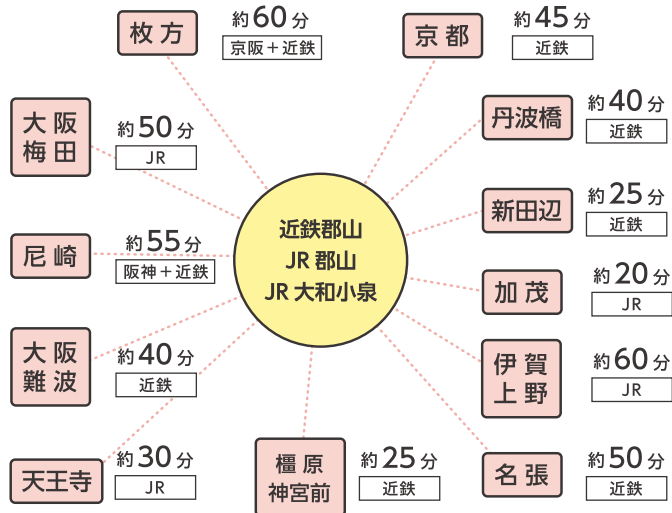 枚方
約60分
京阪＋近鉄
京都
約45分
近鉄
大阪
梅田
約50分
JR
丹波橋
約40分
近鉄
尼崎
約55分
阪神＋近鉄
近鉄郡山
JR 郡山
JR 大和小泉
新田辺
約25分
近鉄
加茂
約20分
JR
大阪
難波
約40分
近鉄
伊賀
上野
約60分
JR
天王寺
約30分
JR
橿原
神宮前
約25分
近鉄
名張
約50分
近鉄